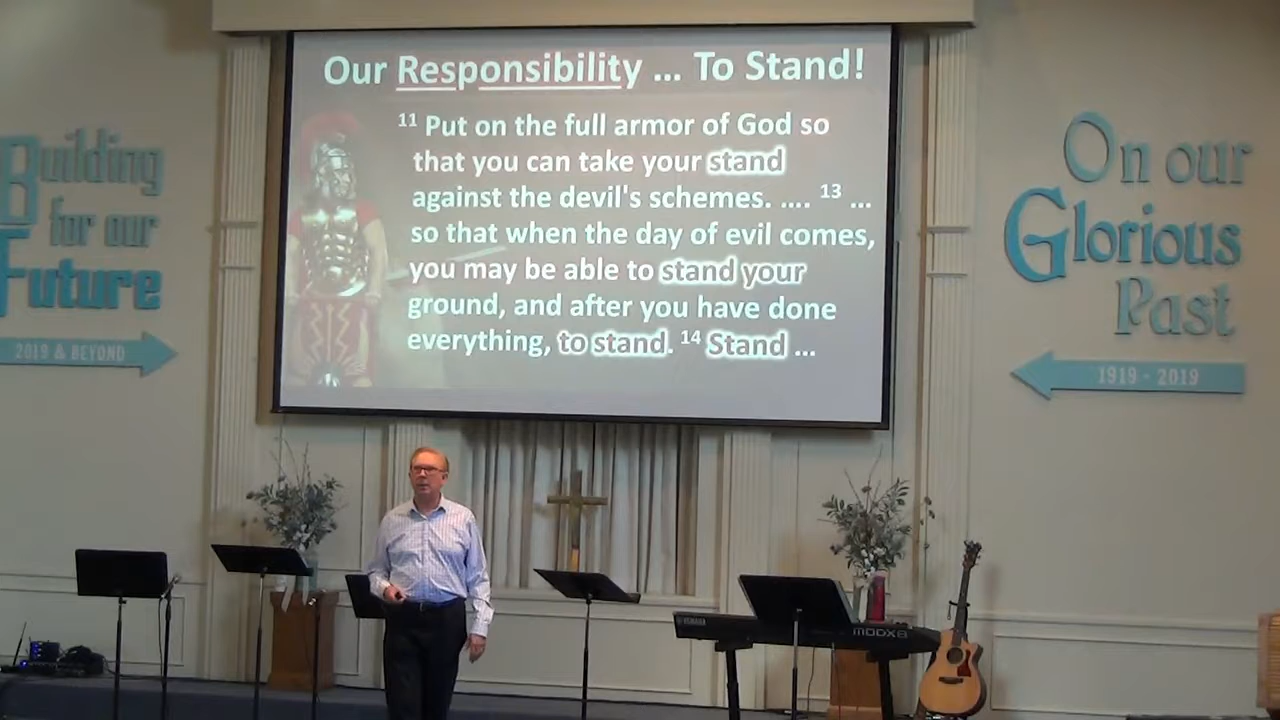 Our Responsibility ... To Stand!
11 Put on the full armor of God so
that you can take your stand
against the devil's schemes. .... 13 ...
so that when the day of evil comes,
you may be able to stand your
ground, and after you have done
everything, to stand. 14 Stand ...
Building
for our
Future
2019 & BEYOND
On our
Glorious
Past
1919 - 2019
YAMAHA
MODX8